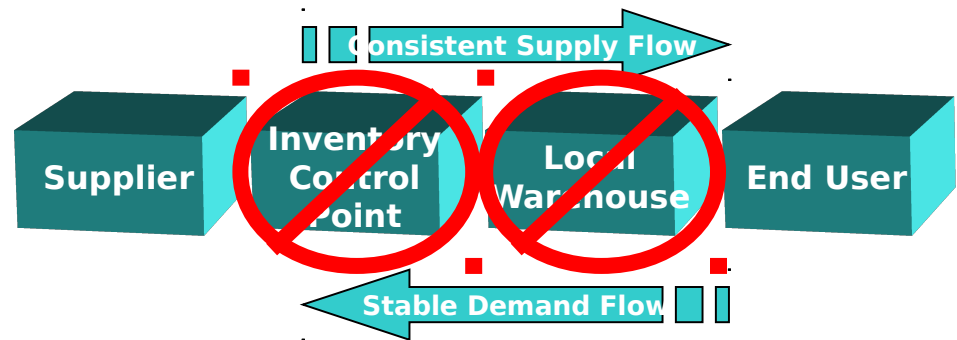 Consistent Supply Flow
Supplier
Inventory
Control
Point
Local
Warehouse
End User
Stable Demand Flow